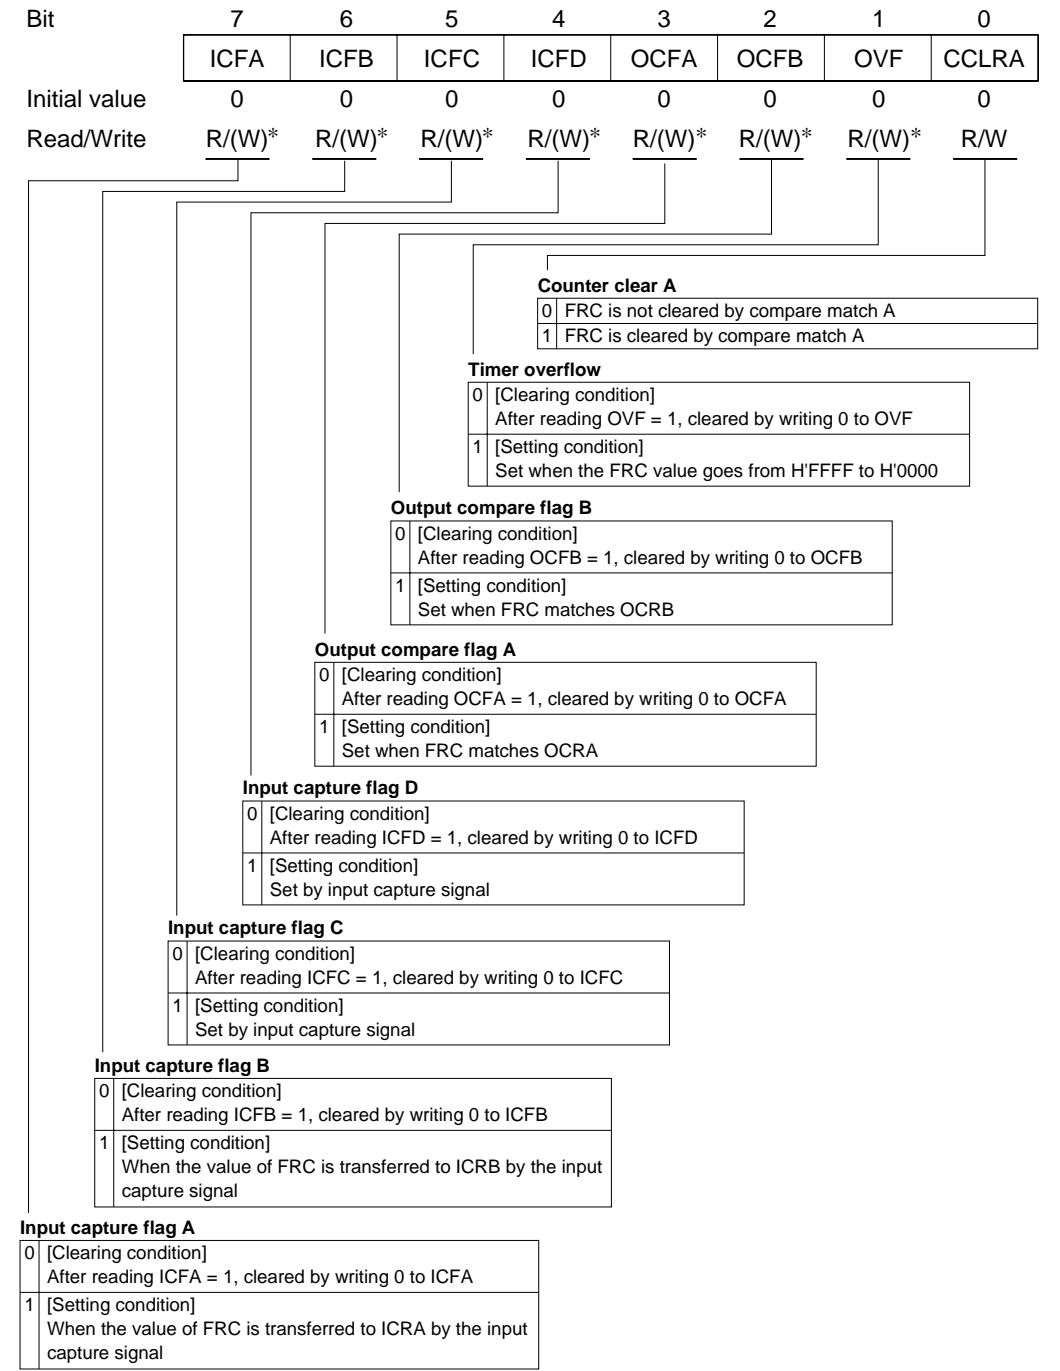 Bit 7 6 5 4 3 2 1 0
ICFA ICFB ICFC ICFD OCFA OCFB OVF CCLRA
Initial value 0 0 0 0 0 0 0 0
Read/Write R/(W)* R/(W)* R/(W)* R/(W)* R/(W)* R/(W)* R/(W)* R/W
Counter clear A
0 FRC is not cleared by compare match A
1 FRC is cleared by compare match A
Timer overflow
0 [Clearing condition]
After reading OVF = 1, cleared by writing 0 to OVF
1 [Setting condition]
Set when the FRC value goes from H'FFFF to H'0000
Output compare flag B
0 [Clearing condition]
After reading OCFB = 1, cleared by writing 0 to OCFB
1 [Setting condition]
Set when FRC matches OCRB
Output compare flag A
0 [Clearing condition]
After reading OCFA = 1, cleared by writing 0 to OCFA
1 [Setting condition]
Set when FRC matches OCRA
Input capture flag D
0 [Clearing condition]
After reading ICFD = 1, cleared by writing 0 to ICFD
1 [Setting condition]
Set by input capture signal
Input capture flag C
0 [Clearing condition]
After reading ICFC = 1, cleared by writing 0 to ICFC
1 [Setting condition]
Set by input capture signal
Input capture flag B
0 [Clearing condition]
After reading ICFB = 1, cleared by writing 0 to ICFB
1 [Setting condition]
When the value of FRC is transferred to ICRB by the input
capture signal
Input capture flag A
0 [Clearing condition]
After reading ICFA = 1, cleared by writing 0 to ICFA
1 [Setting condition]
When the value of FRC is transferred to ICRA by the input
capture signal